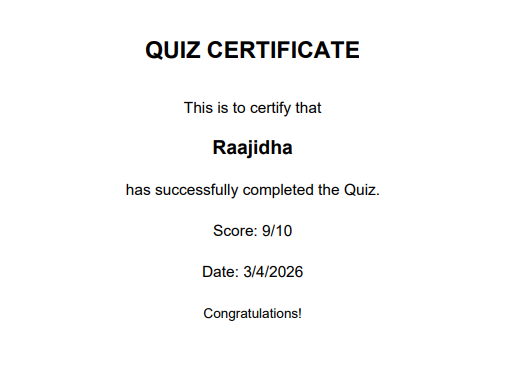 QUIZ CERTIFICATE
This is to certify that
Raajidha
has successfully completed the Quiz.
Score: 9/10
Date: 3/4/2026
Congratulations!